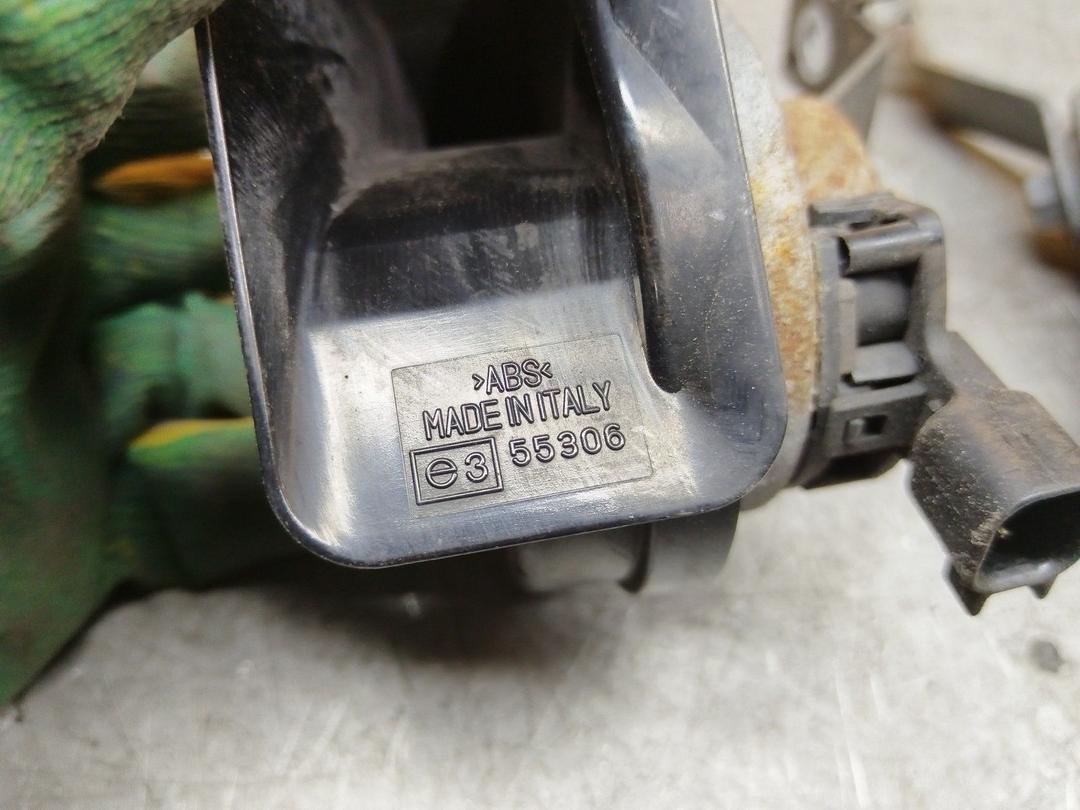 >ABS<
MADE IN ITALY
e3 55306